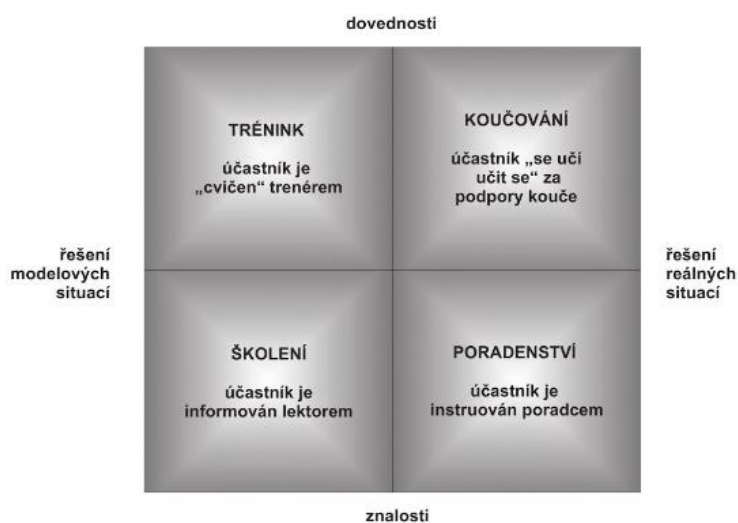 dovednosti
TRÉNINK
účastník je
„cvičen“ trenérem
KOUČOVÁNÍ
účastník „se učí
učit se“ za
podpory kouče
řešení
modelových
situací
řešení
reálných
situací
ŠKOLENÍ
účastník je
informován lektorem
PORADENSTVÍ
účastník je
instruován poradcem
znalosti